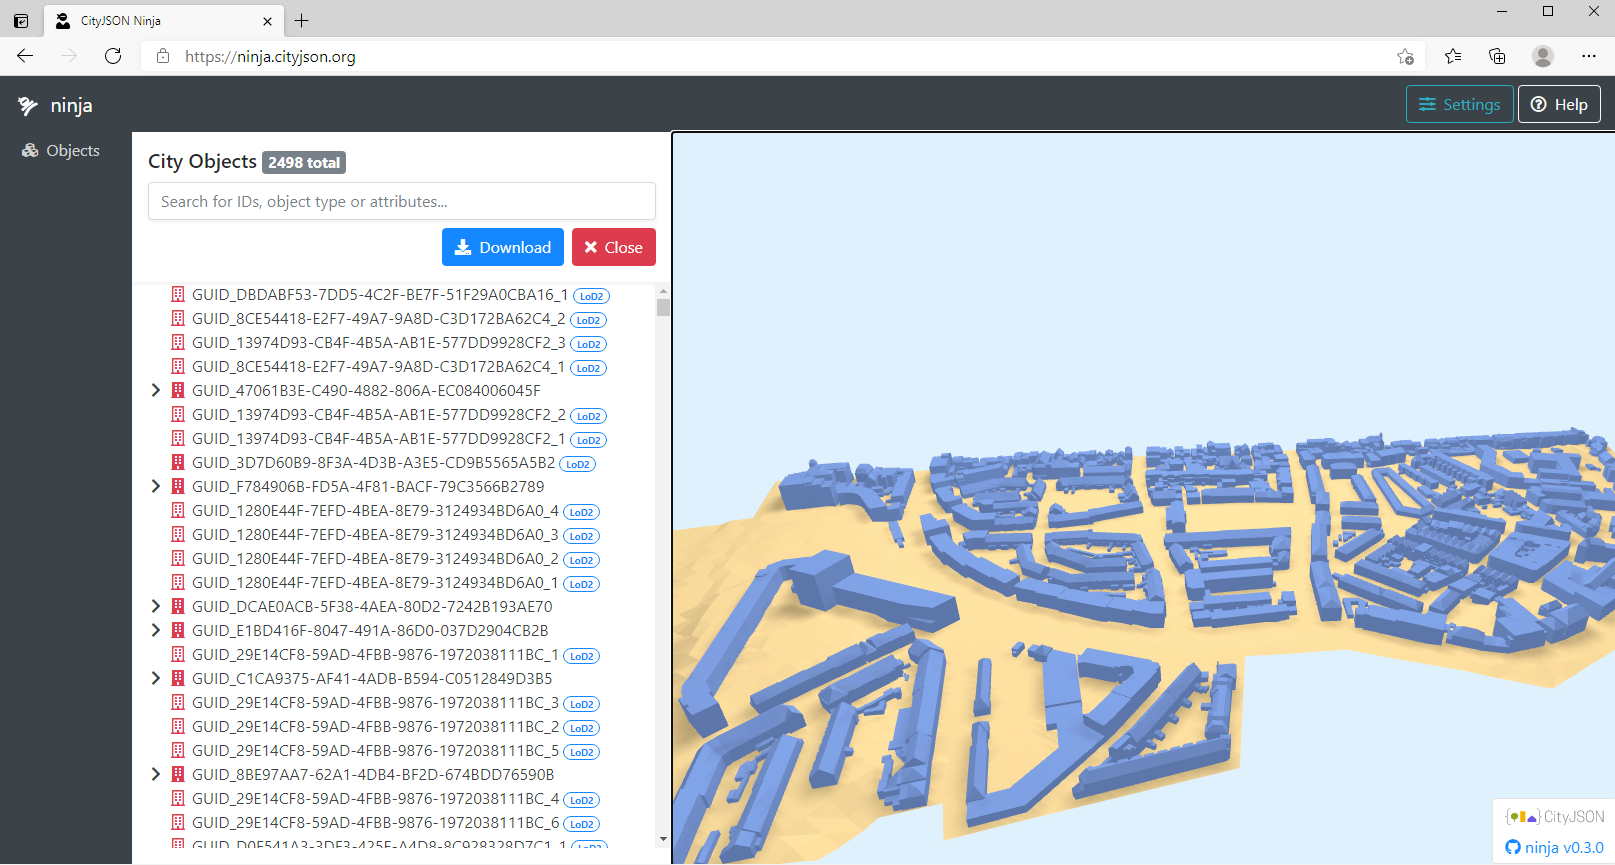 CityJSON Ninja
https://ninja.cityjson.org
ninja
Settings
Help
Objects
City Objects 2498 total
Search for IDs, object type or attributes...
Download
Close
GUID_DBDABF53-7DD5-4C2F-BE7F-51F29A0CBA16_1 LoD2
GUID_8CE54418-E2F7-49A7-9A8D-C3D172BA62C4_2 LoD2
GUID_13974D93-CB4F-4B5A-AB1E-577DD9928CF2_3 LoD2
GUID_8CE54418-E2F7-49A7-9A8D-C3D172BA62C4_1 LoD2
GUID_47061B3E-C490-4882-806A-EC084006045F
GUID_13974D93-CB4F-4B5A-AB1E-577DD9928CF2_2 LoD2
GUID_13974D93-CB4F-4B5A-AB1E-577DD9928CF2_1 LoD2
GUID_3D7D60B9-8F3A-4D3B-A3E5-CD9B5565A5B2 LoD2
GUID_F784906B-FD5A-4F81-BACF-79C3566B2789
GUID_1280E44F-7EFD-4BEA-8E79-3124934BD6A0_4 LoD2
GUID_1280E44F-7EFD-4BEA-8E79-3124934BD6A0_3 LoD2
GUID_1280E44F-7EFD-4BEA-8E79-3124934BD6A0_2 LoD2
GUID_1280E44F-7EFD-4BEA-8E79-3124934BD6A0_1 LoD2
GUID_DCAE0ACB-5F38-4AEA-80D2-7242B193AE70
GUID_E1BD416F-8047-491A-86D0-037D2904CB2B
GUID_29E14CF8-59AD-4FBB-9876-1972038111BC_1 LoD2
GUID_C1CA9375-AF41-4ADB-B594-C0512849D3B5
GUID_29E14CF8-59AD-4FBB-9876-1972038111BC_3 LoD2
GUID_29E14CF8-59AD-4FBB-9876-1972038111BC_2 LoD2
GUID_29E14CF8-59AD-4FBB-9876-1972038111BC_5 LoD2
GUID_8BE97AA7-62A1-4DB4-BF2D-674BDD76590B
GUID_29E14CF8-59AD-4FBB-9876-1972038111BC_4 LoD2
GUID_29E14CF8-59AD-4FBB-9876-1972038111BC_6 LoD2
CityJSON
ninja v0.3.0